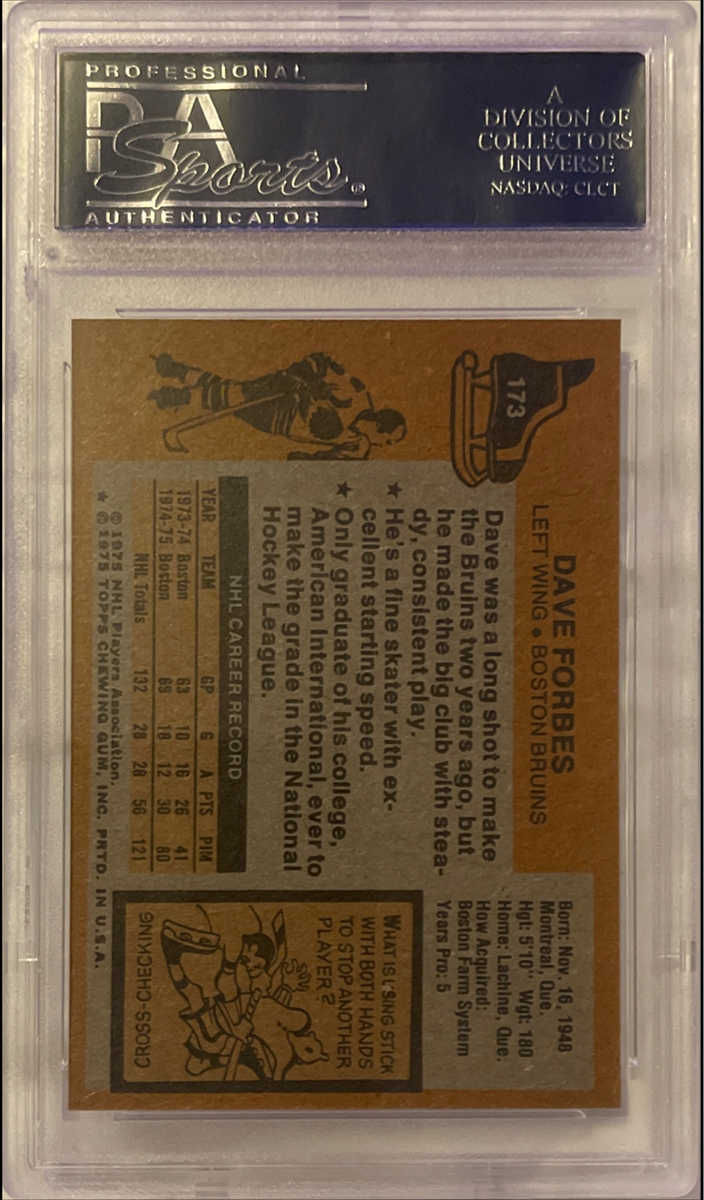 PROFESSIONAL
PSA
Sports®
AUTHENTICATOR
A
DIVISION OF
COLLECTORS
UNIVERSE
NASDAQ: CLCT
173
DAVE FORBES
LEFT WING • BOSTON BRUINS
Dave was a long shot to make
the Bruins two years ago, but
he made the big club with stea-
dy, consistent play.
★ He's a fine skater with ex-
cellent starting speed.
★ Only graduate of his college,
American International, ever to
make the grade in the National
Hockey League.
Born: Nov. 16, 1948
Montreal, Que.
Hgt: 5'10" Wgt: 180
Home: Lachine, Que.
How Acquired:
Boston Farm System
Years Pro: 5
NHL CAREER RECORD
YEAR TEAM GP G A PTS PIM
1973-74 Boston 63 10 16 26 41
1974-75 Boston 69 18 12 30 80
NHL Totals 132 28 28 56 121
WHAT IS USING STICK
WITH BOTH HANDS
TO STOP ANOTHER
PLAYER?
CROSS-CHECKING
© 1975 NHL Players Association.
★ © 1975 TOPPS CHEWING GUM, INC. PRTD. IN U.S.A.